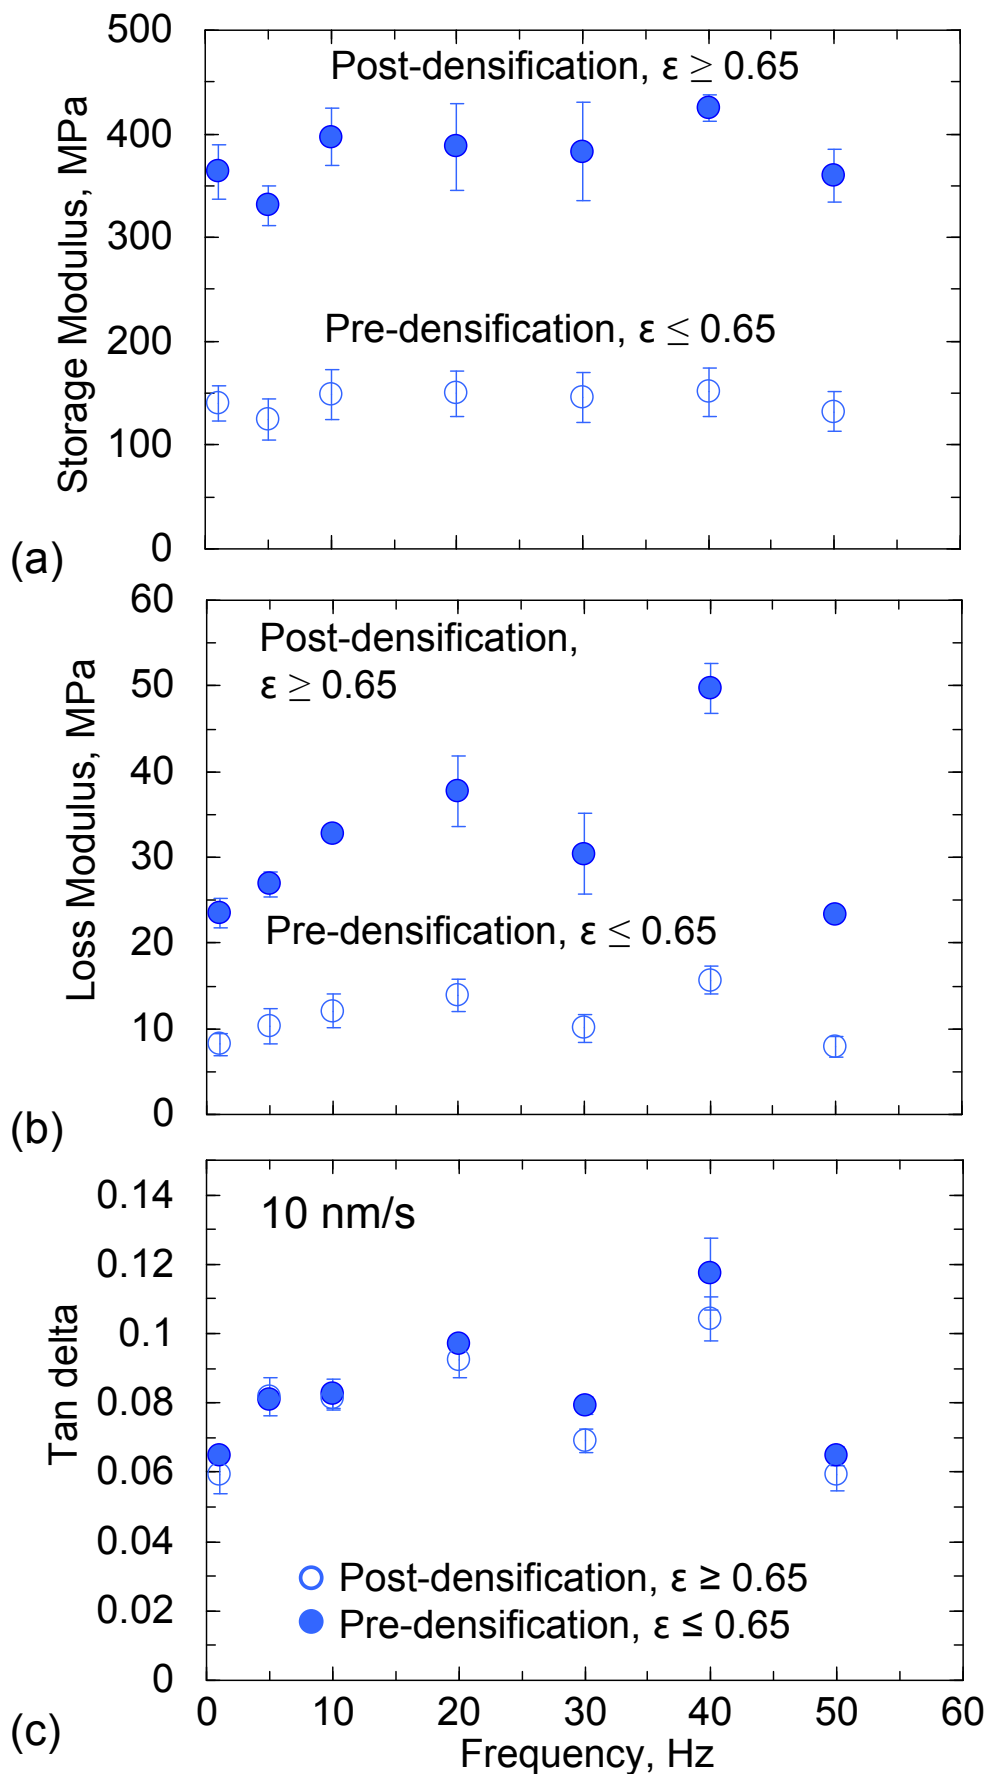 500
400
300
200
100
0
Storage Modulus, MPa
Post-densification, ε ≥ 0.65
Pre-densification, ε ≤ 0.65
(a)
60
50
40
30
20
10
0
Loss Modulus, MPa
Post-densification,
ε ≥ 0.65
Pre-densification, ε ≤ 0.65
(b)
0.14
0.12
0.1
0.08
0.06
0.04
0.02
0
Tan delta
10 nm/s
Post-densification, ε ≥ 0.65
Pre-densification, ε ≤ 0.65
0 10 20 30 40 50 60
(c)
Frequency, Hz